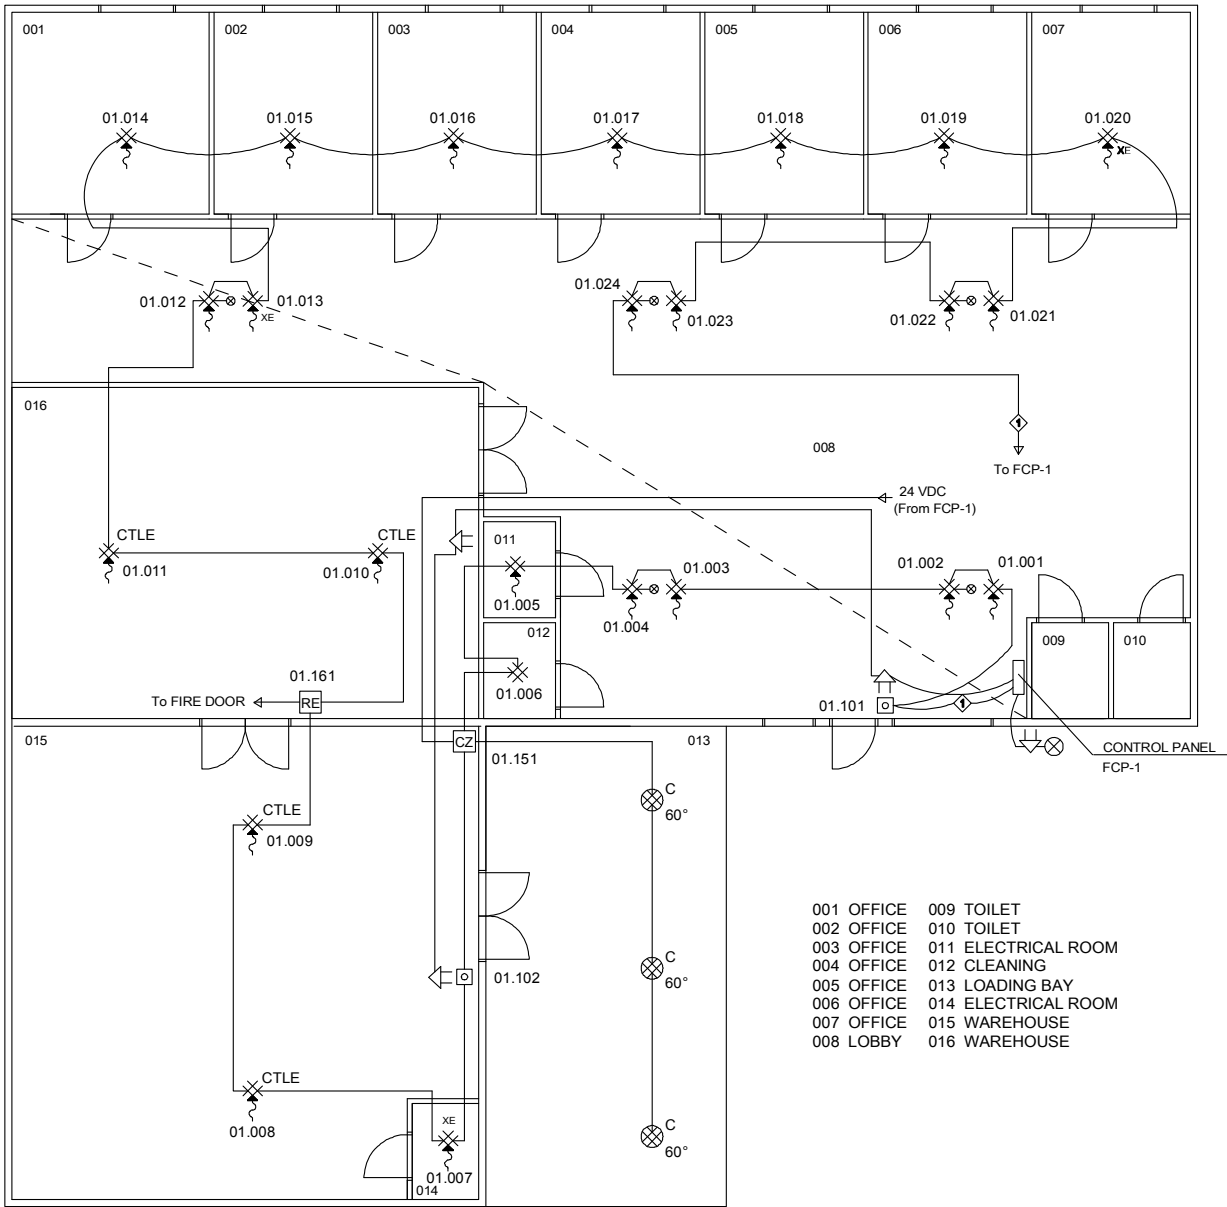 001
002
003
004
005
006
007
01.014
01.015
01.016
01.017
01.018
01.019
01.020
XE
01.012
01.013
XE
01.024
01.023
01.022
01.021
016
008
1
To FCP-1
24 VDC
(From FCP-1)
CTLE
01.011
CTLE
01.010
011
01.005
01.003
01.004
01.002
01.001
012
01.006
009
010
01.161
To FIRE DOOR
RE
01.101
1
015
CZ
01.151
013
CONTROL PANEL
FCP-1
CTLE
01.009
C
60°
C
60°
01.102
CTLE
01.008
XE
01.007
014
C
60°
001 OFFICE 009 TOILET
002 OFFICE 010 TOILET
003 OFFICE 011 ELECTRICAL ROOM
004 OFFICE 012 CLEANING
005 OFFICE 013 LOADING BAY
006 OFFICE 014 ELECTRICAL ROOM
007 OFFICE 015 WAREHOUSE
008 LOBBY 016 WAREHOUSE